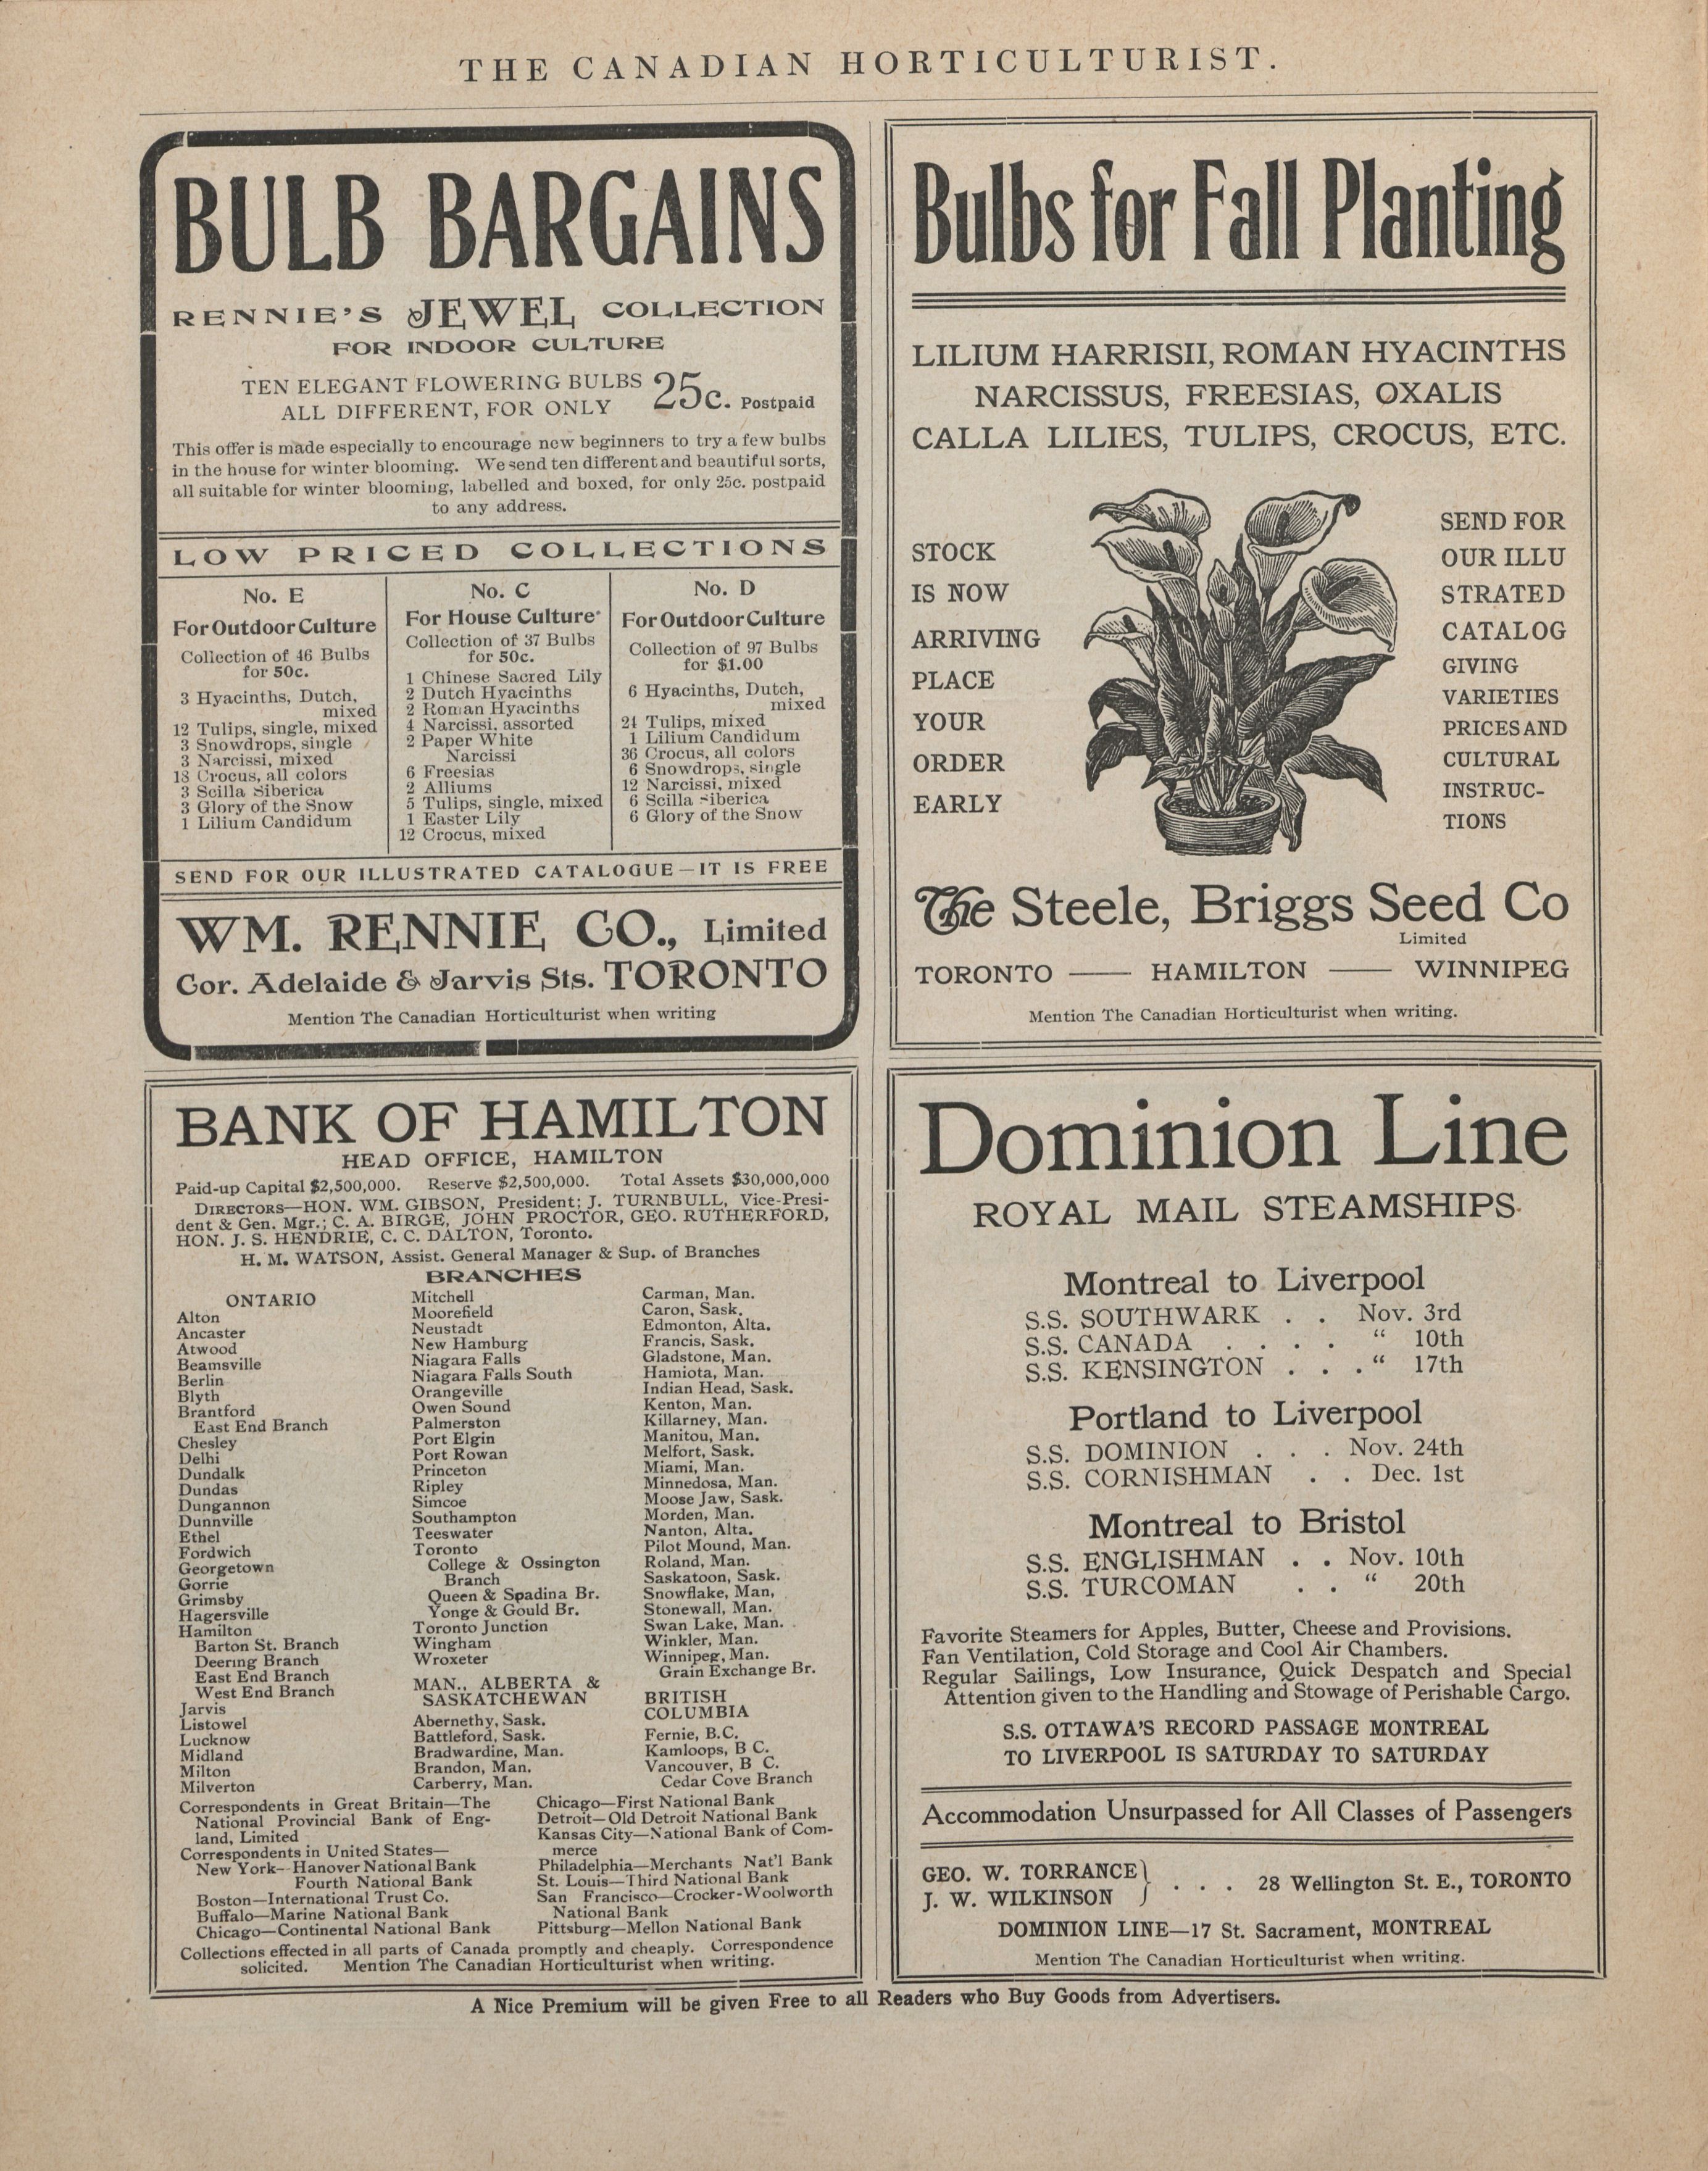 THE CANADIAN HORTICULTURIST.
BULB BARGAINS
RENNIE'S JEWEL COLLECTION
FOR INDOOR CULTURE
TEN ELEGANT FLOWERING BULBS
ALL DIFFERENT, FOR ONLY
25c. Postpaid
This offer is made especially to encourage new beginners to try a few bulbs
in the house for winter blooming. We send ten different and beautiful sorts,
all suitable for winter blooming, labelled and boxed, for only 25c. postpaid
to any address.
LOW PRICED COLLECTIONS
No. E
For Outdoor Culture
Collection of 46 Bulbs
for 50c.
3 Hyacinths, Dutch,
mixed
12 Tulips, single, mixed
3 Snowdrops, single
3 Narcissi, mixed
18 Crocus, all colors
3 Scilla Siberica
3 Glory of the Snow
1 Lilium Candidum
No. C
For House Culture
Collection of 37 Bulbs
for 50c.
1 Chinese Sacred Lily
2 Dutch Hyacinths
2 Roman Hyacinths
4 Narcissi, assorted
2 Paper White
Narcissi
6 Freesias
2 Alliums
5 Tulips, single, mixed
1 Easter Lily
12 Crocus, mixed
No. D
For Outdoor Culture
Collection of 97 Bulbs
for $1.00
6 Hyacinths, Dutch,
mixed
24 Tulips, mixed
1 Lilium Candidum
36 Crocus, all colors
6 Snowdrops, single
12 Narcissi, mixed
6 Scilla Siberica
6 Glory of the Snow
SEND FOR OUR ILLUSTRATED CATALOGUE—IT IS FREE
WM. RENNIE CO., Limited
Cor. Adelaide & Jarvis Sts. TORONTO
Mention The Canadian Horticulturist when writing
Bulbs for Fall Planting
LILIUM HARRISII, ROMAN HYACINTHS
NARCISSUS, FREESIAS, OXALIS
CALLA LILIES, TULIPS, CROCUS, ETC.
STOCK
IS NOW
ARRIVING
PLACE
YOUR
ORDER
EARLY
SEND FOR
OUR ILLU
STRATED
CATALOG
GIVING
VARIETIES
PRICES AND
CULTURAL
INSTRUC-
TIONS
The Steele, Briggs Seed Co
Limited
TORONTO —— HAMILTON —— WINNIPEG
Mention The Canadian Horticulturist when writing.
BANK OF HAMILTON
HEAD OFFICE, HAMILTON
Paid-up Capital $2,500,000. Reserve $2,500,000. Total Assets $30,000,000
DIRECTORS—HON. WM. GIBSON, President; J. TURNBULL, Vice-Presi-
dent & Gen. Mgr.; C. A. BIRGE, JOHN PROCTOR, GEO. RUTHERFORD,
HON. J. S. HENDRIE, C. C. DALTON, Toronto.
H. M. WATSON, Assist. General Manager & Sup. of Branches
BRANCHES
ONTARIO
Alton
Ancaster
Atwood
Beamsville
Berlin
Blyth
Brantford
East End Branch
Chesley
Delhi
Dundalk
Dundas
Dungannon
Dunnville
Ethel
Fordwich
Georgetown
Gorrie
Grimsby
Hagersville
Hamilton
Barton St. Branch
Deering Branch
East End Branch
West End Branch
Jarvis
Listowel
Lucknow
Midland
Milton
Milverton
Mitchell
Moorefield
Neustadt
New Hamburg
Niagara Falls
Niagara Falls South
Orangeville
Owen Sound
Palmerston
Port Elgin
Port Rowan
Princeton
Ripley
Simcoe
Southampton
Teeswater
Toronto
College & Ossington
Branch
Queen & Spadina Br.
Yonge & Gould Br.
Toronto Junction
Wingham
Wroxeter
MAN., ALBERTA &
SASKATCHEWAN
Abernethy, Sask.
Battleford, Sask.
Bradwardine, Man.
Brandon, Man.
Carberry, Man.
Carman, Man.
Caron, Sask.
Edmonton, Alta.
Francis, Sask.
Gladstone, Man.
Hamiota, Man.
Indian Head, Sask.
Kenton, Man.
Killarney, Man.
Manitou, Man.
Melfort, Sask.
Miami, Man.
Minnedosa, Man.
Moose Jaw, Sask.
Morden, Man.
Nanton, Alta.
Pilot Mound, Man.
Roland, Man.
Saskatoon, Sask.
Snowflake, Man,
Stonewall, Man.
Swan Lake, Man.
Winkler, Man.
Winnipeg, Man.
Grain Exchange Br.
BRITISH
COLUMBIA
Fernie, B.C.
Kamloops, B C.
Vancouver, B C.
Cedar Cove Branch
Correspondents in Great Britain—The
National Provincial Bank of Eng-
land, Limited
Correspondents in United States—
New York—Hanover National Bank
Fourth National Bank
Boston—International Trust Co.
Buffalo—Marine National Bank
Chicago—Continental National Bank
Chicago—First National Bank
Detroit—Old Detroit National Bank
Kansas City—National Bank of Com-
merce
Philadelphia—Merchants Nat'l Bank
St. Louis—Third National Bank
San Francisco—Crocker-Woolworth
National Bank
Pittsburg—Mellon National Bank
Collections effected in all parts of Canada promptly and cheaply. Correspondence
solicited. Mention The Canadian Horticulturist when writing.
Dominion Line
ROYAL MAIL STEAMSHIPS
Montreal to Liverpool
S.S. SOUTHWARK . . Nov. 3rd
S.S. CANADA . . . . " 10th
S.S. KENSINGTON . . . " 17th
Portland to Liverpool
S.S. DOMINION . . . Nov. 24th
S.S. CORNISHMAN . . Dec. 1st
Montreal to Bristol
S.S. ENGLISHMAN . . Nov. 10th
S.S. TURCOMAN . . " 20th
Favorite Steamers for Apples, Butter, Cheese and Provisions.
Fan Ventilation, Cold Storage and Cool Air Chambers.
Regular Sailings, Low Insurance, Quick Despatch and Special
Attention given to the Handling and Stowage of Perishable Cargo.
S.S. OTTAWA'S RECORD PASSAGE MONTREAL
TO LIVERPOOL IS SATURDAY TO SATURDAY
Accommodation Unsurpassed for All Classes of Passengers
GEO. W. TORRANCE
J. W. WILKINSON
} . . . 28 Wellington St. E., TORONTO
DOMINION LINE—17 St. Sacrament, MONTREAL
Mention The Canadian Horticulturist when writing.
A Nice Premium will be given Free to all Readers who Buy Goods from Advertisers.